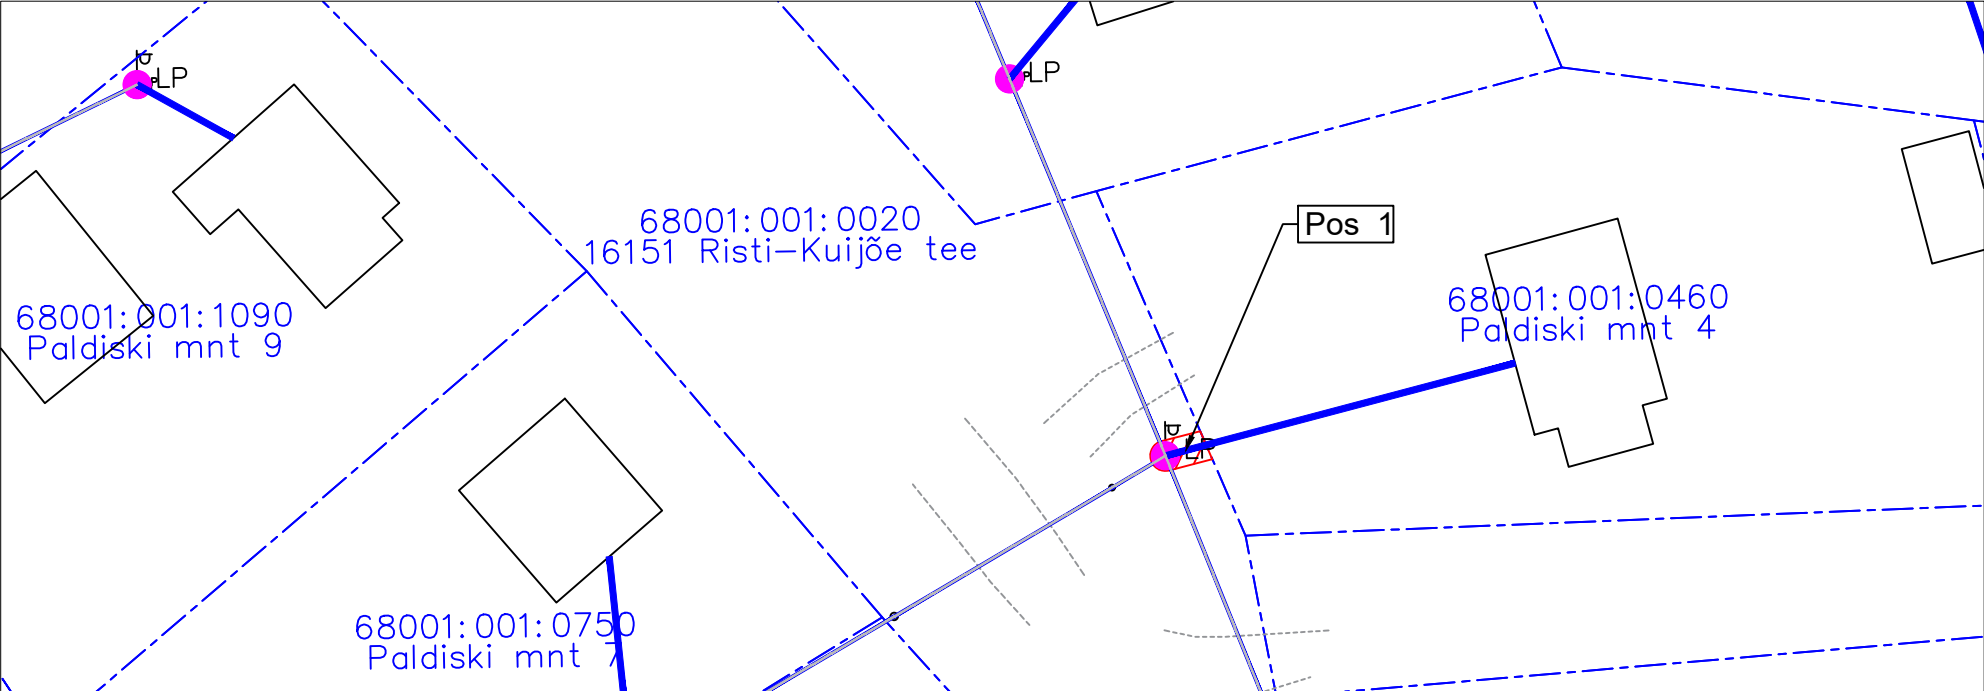 LP
LP
68001:001:0020
16151 Risti-Kuijõe tee
Pos 1
68001:001:1090
Paldiski mnt 9
68001:001:0460
Paldiski mnt 4
LP
68001:001:0750
Paldiski mnt 7